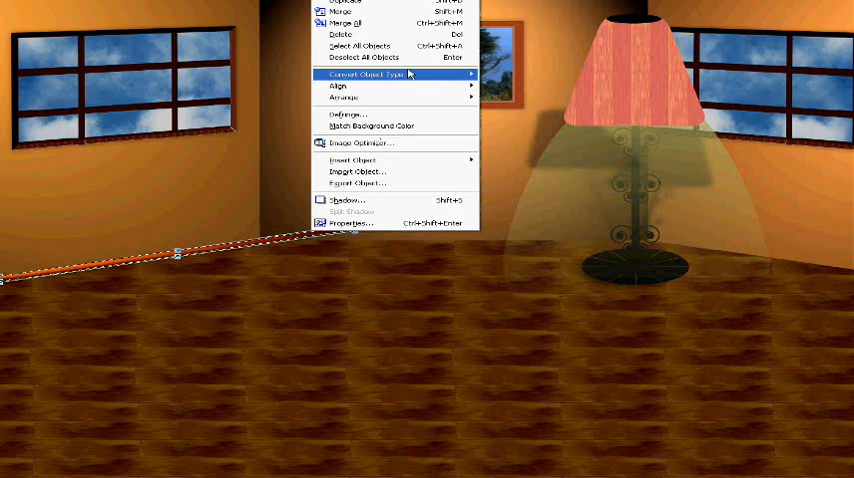 Duplicate Shift+D
Merge Shift+M
Merge All Ctrl+Shift+M
Delete Del
Select All Objects Ctrl+Shift+A
Deselect All Objects Enter
Convert Object Type
Align
Arrange
Defringe...
Match Background Color
Image Optimizer...
Insert Object
Import Object...
Export Object...
Shadow... Shift+S
Split Shadow
Properties... Ctrl+Shift+Enter